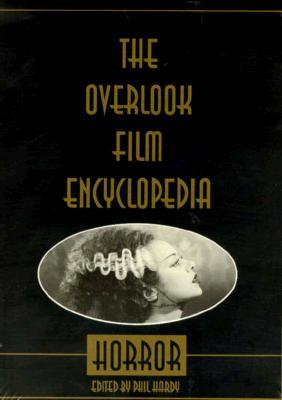 THE
OVERLOOK
FILM
ENCYCLOPEDIA
HORROR
EDITED BY PHIL HARDY